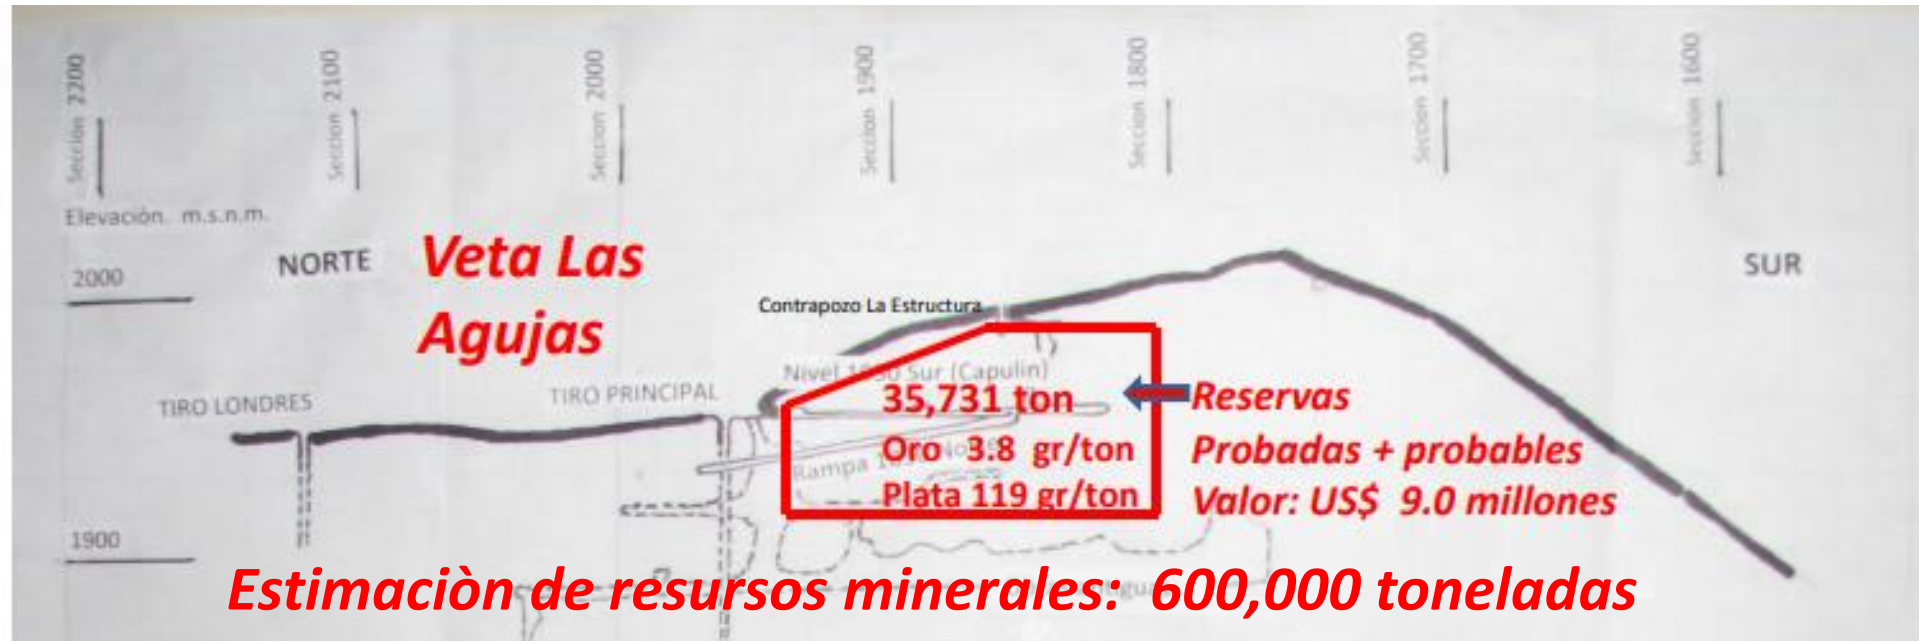 Sección 2200
Sección 2100
Sección 2000
Sección 1900
Sección 1800
Sección 1700
Sección 1600
Elevación. m.s.n.m.
NORTE
Veta Las
Agujas
SUR
2000
Contrapozo La Estructura
Nivel Sur (Capulin)
TIRO LONDRES
TIRO PRINCIPAL
35,731 ton
Reservas
Oro 3.8 gr/ton
Probadas + probables
Rampa
Plata 119 gr/ton
Valor: US$ 9.0 millones
1900
Estimaciòn de resursos minerales: 600,000 toneladas